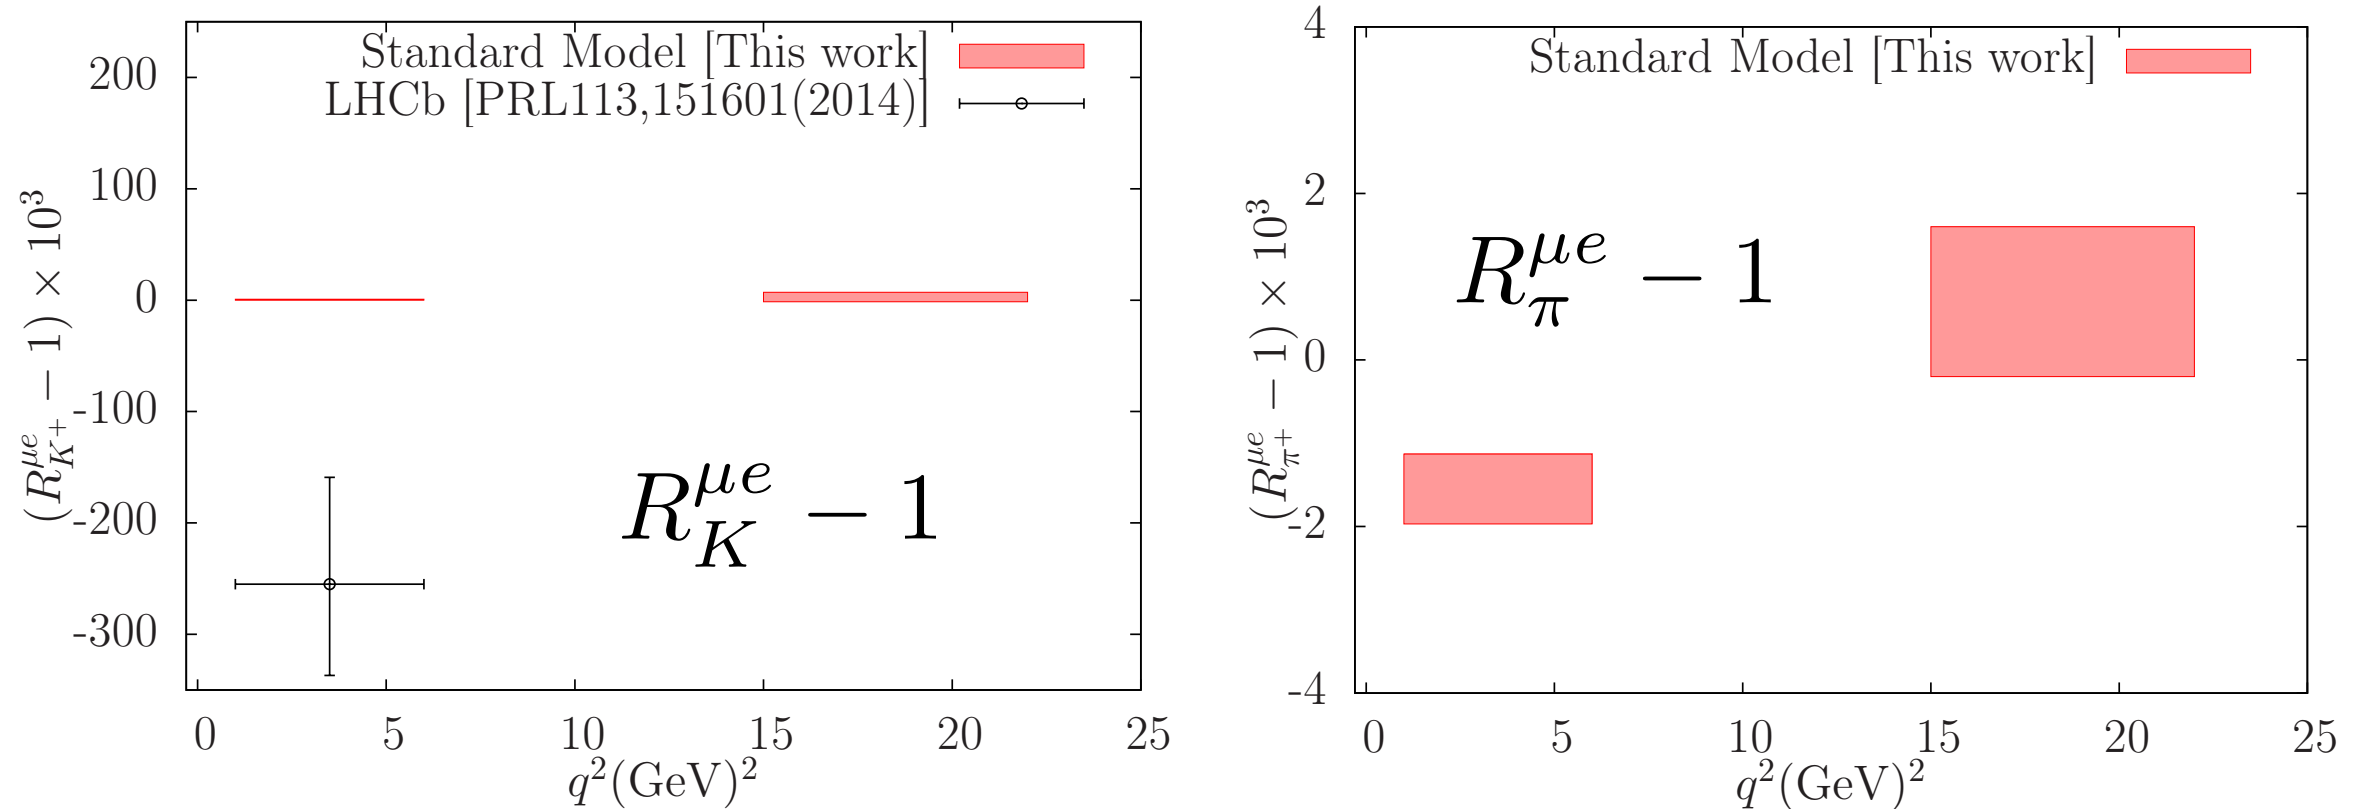 Standard Model [This work]
LHCb [PRL113,151601(2014)]
200
100
0
-100
-200
-300
(R^{μe}_{K^+} − 1) × 10^3
R^{μe}_K − 1
0 5 10 15 20 25
q^2(GeV)^2
Standard Model [This work]
4
2
0
-2
-4
(R^{μe}_{π^+} − 1) × 10^3
R^{μe}_π − 1
0 5 10 15 20 25
q^2(GeV)^2